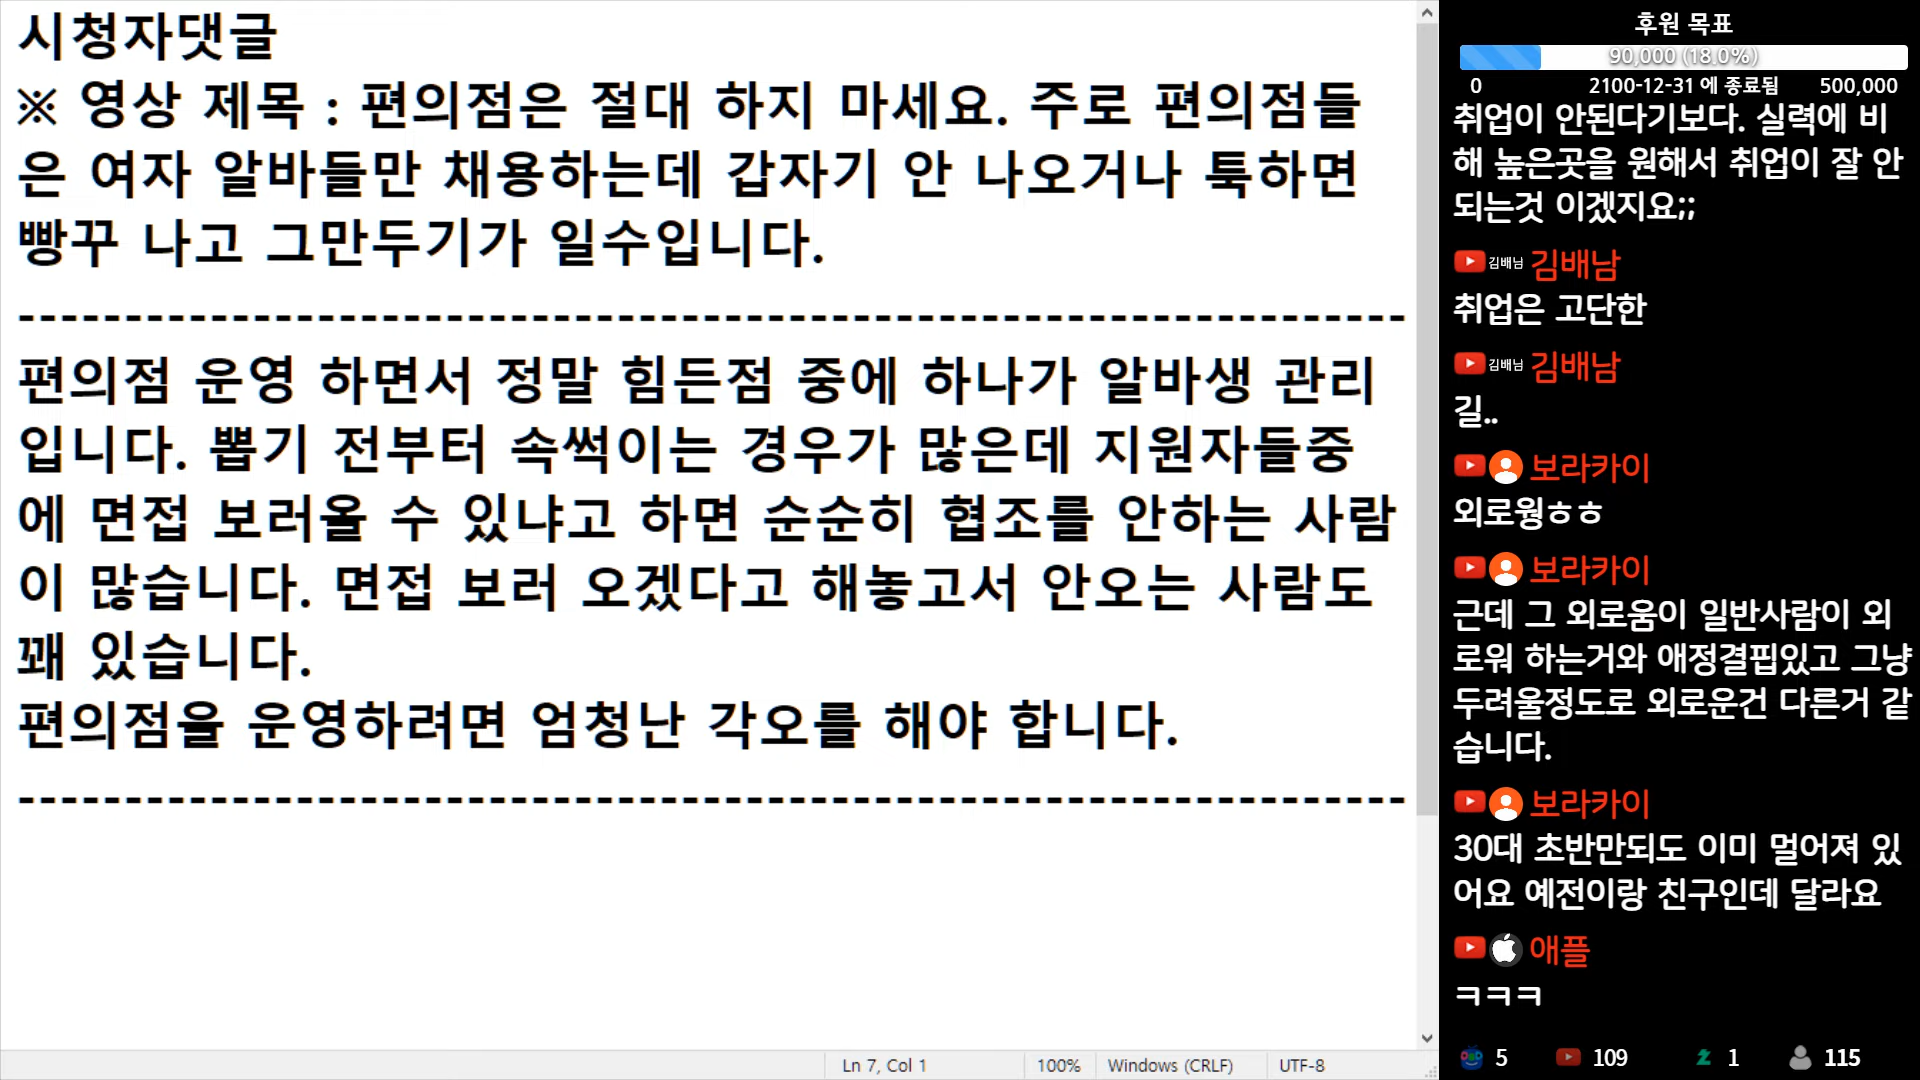 시청자댓글
※ 영상 제목 : 편의점은 절대 하지 마세요. 주로 편의점들
은 여자 알바들만 채용하는데 갑자기 안 나오거나 툭하면
빵꾸 나고 그만두기가 일수입니다.
편의점 운영 하면서 정말 힘든점 중에 하나가 알바생 관리
입니다. 뽑기 전부터 속썩이는 경우가 많은데 지원자들중
에 면접 보러올 수 있냐고 하면 순순히 협조를 안하는 사람
이 많습니다. 면접 보러 오겠다고 해놓고서 안오는 사람도
꽤 있습니다.
편의점을 운영하려면 엄청난 각오를 해야 합니다.
Ln 7, Col 1
100%
Windows (CRLF)
UTF-8
후원 목표
90,000 (18.0%)
0 2100-12-31 에 종료됨 500,000
취업이 안된다기보다. 실력에 비
해 높은곳을 원해서 취업이 잘 안
되는것 이겠지요;;
김배남 김배남
취업은 고단한
김배남 김배남
길..
보라카이
외로웡ㅎㅎ
보라카이
근데 그 외로움이 일반사람이 외
로워 하는거와 애정결핍있고 그냥
두려울정도로 외로운건 다른거 같
습니다.
보라카이
30대 초반만되도 이미 멀어져 있
어요 예전이랑 친구인데 달라요
애플
ㅋㅋㅋ
5 109 1 115